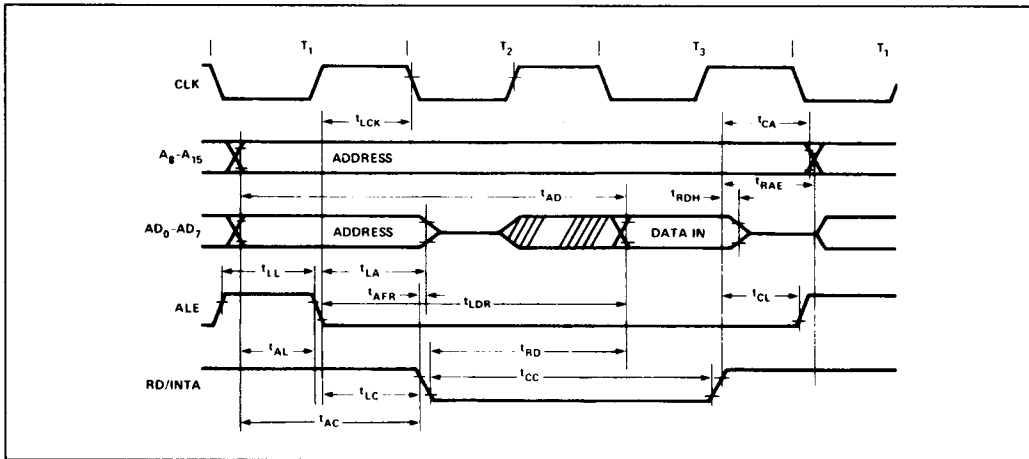 T1 T2 T3 T1
CLK
tLCK tCA
A8-A15 ADDRESS
tAD tRDH tRAE
AD0-AD7 ADDRESS DATA IN
tLL tLA
tAFR tLDR tCL
ALE
tAL tRD
tCC
RD/INTA
tLC
tAC